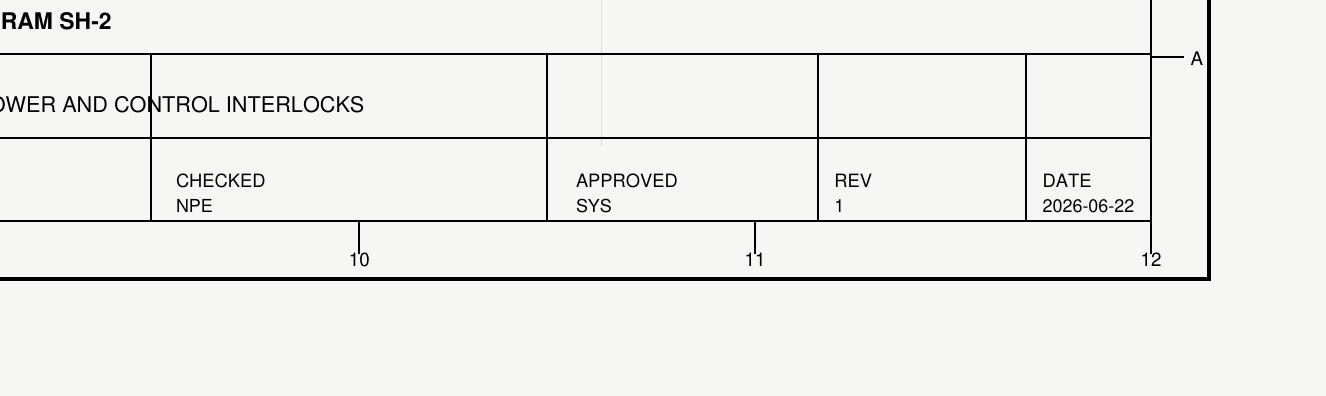 RAM SH-2
A
OWER AND CONTROL INTERLOCKS
CHECKED
NPE
APPROVED
SYS
REV
1
DATE
2026-06-22
10
11
12